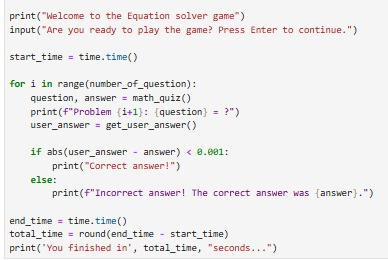 print("Welcome to the Equation solver game")
input("Are you ready to play the game? Press Enter to continue.")

start_time = time.time()

for i in range(number_of_question):
    question, answer = math_quiz()
    print(f"Problem {i+1}: {question} = ?")
    user_answer = get_user_answer()

    if abs(user_answer - answer) < 0.001:
        print("Correct answer!")
    else:
        print(f"Incorrect answer! The correct answer was {answer}.")

end_time = time.time()
total_time = round(end_time - start_time)
print('You finished in', total_time, "seconds...")